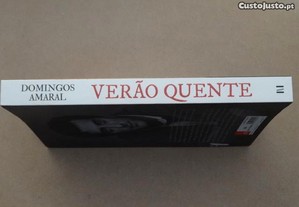 CustoJusto.pt
DOMINGOS
AMARAL
VERÃO QUENTE